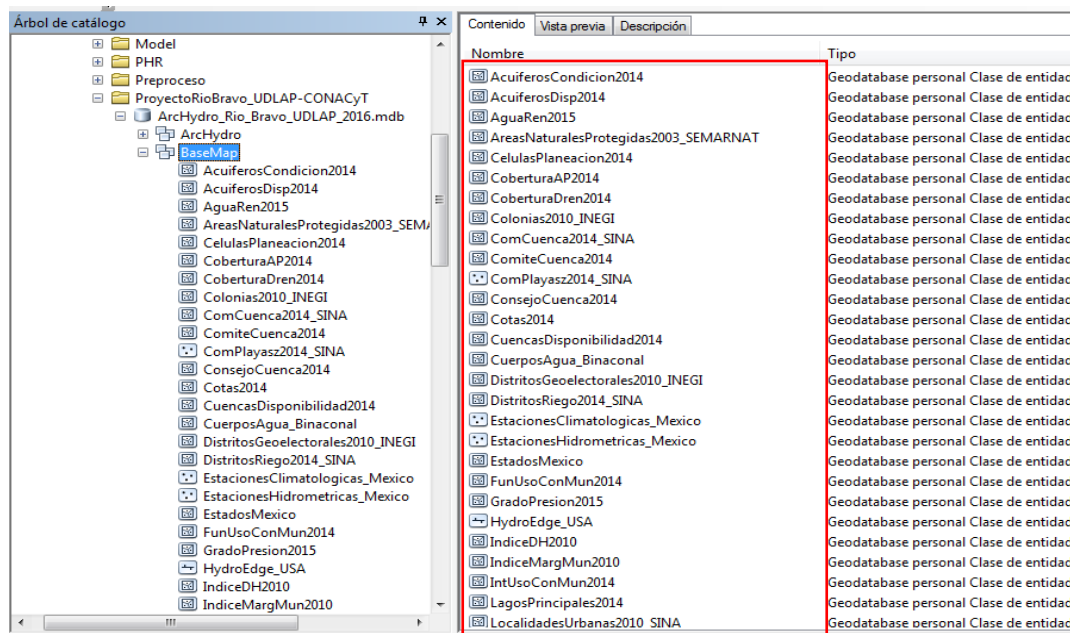 Árbol de catálogo
Model
PHR
Preproceso
ProyectoRioBravo_UDLAP-CONACyT
ArcHydro_Rio_Bravo_UDLAP_2016.mdb
ArcHydro
BaseMap
AcuiferosCondicion2014
AcuiferosDisp2014
AguaRen2015
AreasNaturalesProtegidas2003_SEMA
CelulasPlaneacion2014
CoberturaAP2014
CoberturaDren2014
Colonias2010_INEGI
ComCuenca2014_SINA
ComiteCuenca2014
ComPlayasz2014_SINA
ConsejoCuenca2014
Cotas2014
CuencasDisponibilidad2014
CuerposAgua_Binaconal
DistritosGeoelectorales2010_INEGI
DistritosRiego2014_SINA
EstacionesClimatologicas_Mexico
EstacionesHidrometricas_Mexico
EstadosMexico
FunUsoConMun2014
GradoPresion2015
HydroEdge_USA
IndiceDH2010
IndiceMargMun2010
Contenido Vista previa Descripción
Nombre Tipo
AcuiferosCondicion2014 Geodatabase personal Clase de entidad
AcuiferosDisp2014 Geodatabase personal Clase de entidad
AguaRen2015 Geodatabase personal Clase de entidad
AreasNaturalesProtegidas2003_SEMARNAT Geodatabase personal Clase de entidad
CelulasPlaneacion2014 Geodatabase personal Clase de entidad
CoberturaAP2014 Geodatabase personal Clase de entidad
CoberturaDren2014 Geodatabase personal Clase de entidad
Colonias2010_INEGI Geodatabase personal Clase de entidad
ComCuenca2014_SINA Geodatabase personal Clase de entidad
ComiteCuenca2014 Geodatabase personal Clase de entidad
ComPlayasz2014_SINA Geodatabase personal Clase de entidad
ConsejoCuenca2014 Geodatabase personal Clase de entidad
Cotas2014 Geodatabase personal Clase de entidad
CuencasDisponibilidad2014 Geodatabase personal Clase de entidad
CuerposAgua_Binaconal Geodatabase personal Clase de entidad
DistritosGeoelectorales2010_INEGI Geodatabase personal Clase de entidad
DistritosRiego2014_SINA Geodatabase personal Clase de entidad
EstacionesClimatologicas_Mexico Geodatabase personal Clase de entidad
EstacionesHidrometricas_Mexico Geodatabase personal Clase de entidad
EstadosMexico Geodatabase personal Clase de entidad
FunUsoConMun2014 Geodatabase personal Clase de entidad
GradoPresion2015 Geodatabase personal Clase de entidad
HydroEdge_USA Geodatabase personal Clase de entidad
IndiceDH2010 Geodatabase personal Clase de entidad
IndiceMargMun2010 Geodatabase personal Clase de entidad
IntUsoConMun2014 Geodatabase personal Clase de entidad
LagosPrincipales2014 Geodatabase personal Clase de entidad
LocalidadesUrbanas2010_SINA Geodatabase personal Clase de entidad